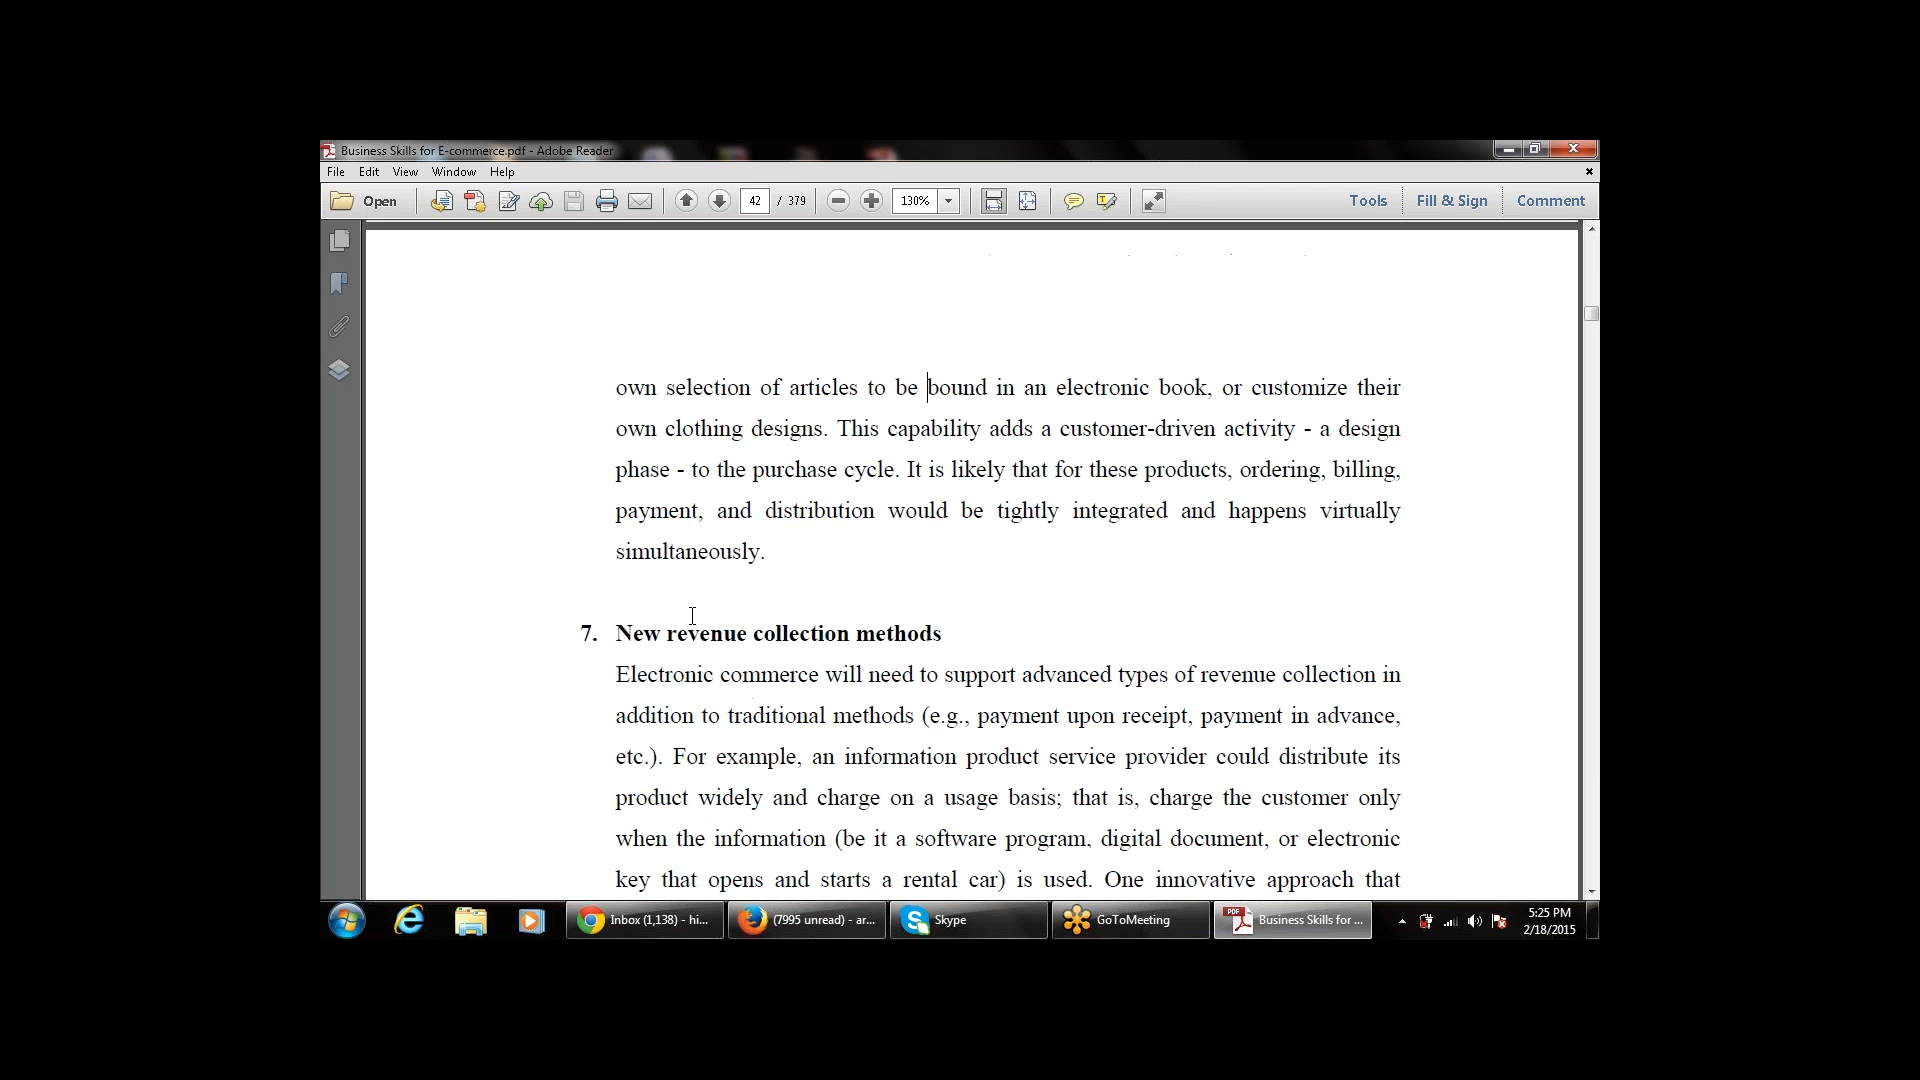 Business Skills for E-commerce.pdf - Adobe Reader
File Edit View Window Help
Open 42 / 379 130% Tools Fill & Sign Comment
own selection of articles to be bound in an electronic book, or customize their
own clothing designs. This capability adds a customer-driven activity - a design
phase - to the purchase cycle. It is likely that for these products, ordering, billing,
payment, and distribution would be tightly integrated and happens virtually
simultaneously.
7. New revenue collection methods
Electronic commerce will need to support advanced types of revenue collection in
addition to traditional methods (e.g., payment upon receipt, payment in advance,
etc.). For example, an information product service provider could distribute its
product widely and charge on a usage basis; that is, charge the customer only
when the information (be it a software program, digital document, or electronic
key that opens and starts a rental car) is used. One innovative approach that
Inbox (1,138) - hi... (7995 unread) - ar... Skype GoToMeeting PDF Business Skills for ... 5:25 PM
2/18/2015